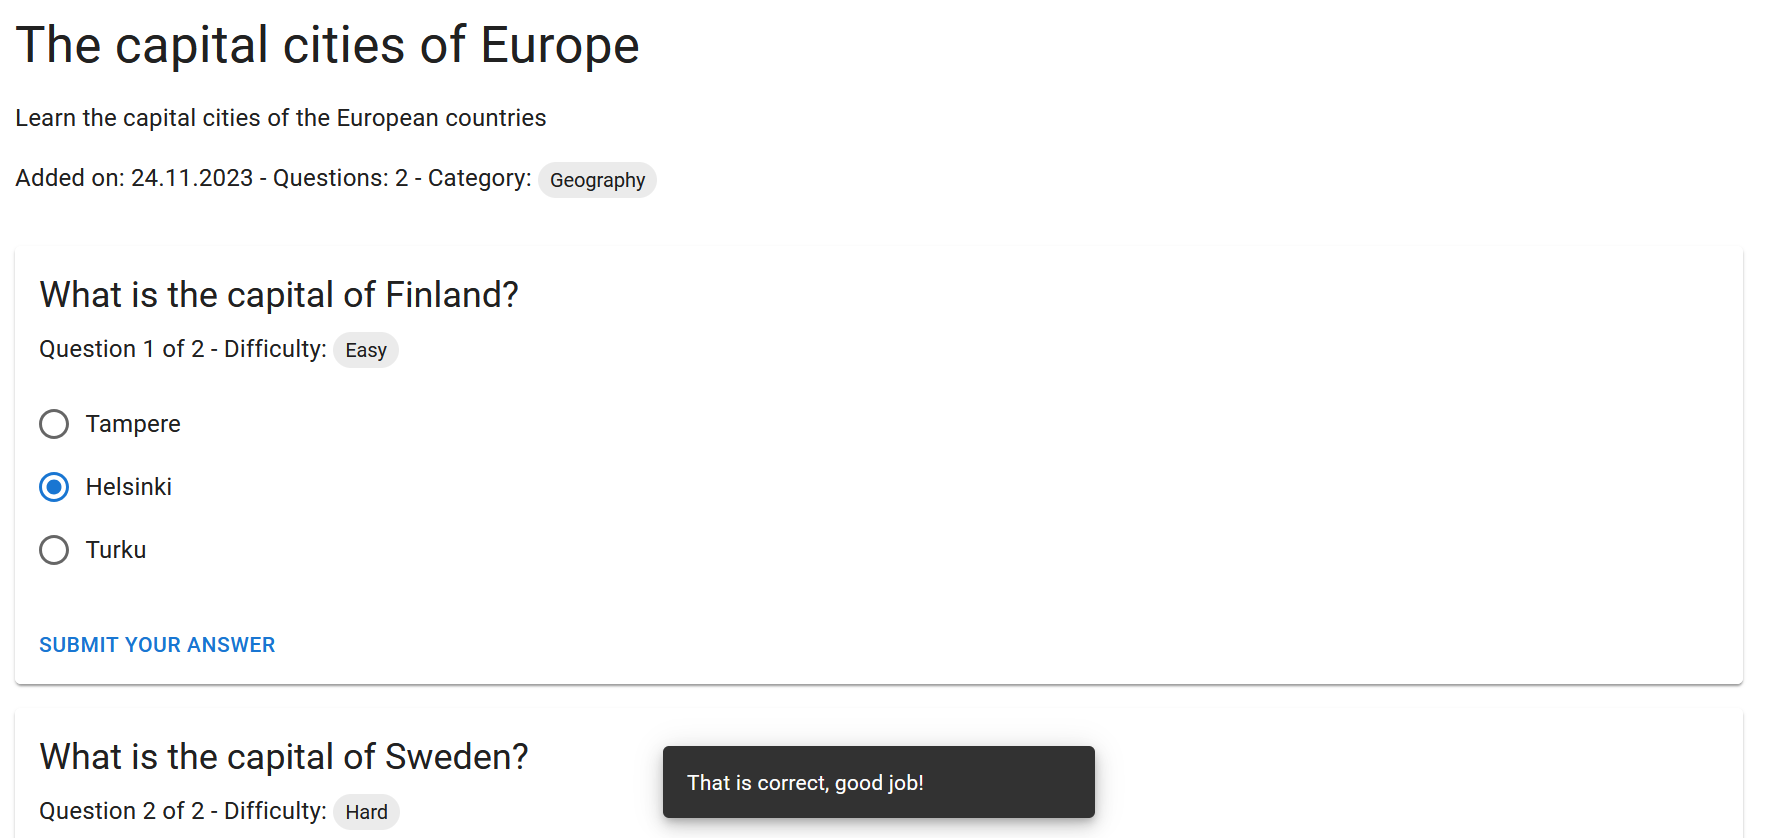 The capital cities of Europe
Learn the capital cities of the European countries
Added on: 24.11.2023 - Questions: 2 - Category: Geography
What is the capital of Finland?
Question 1 of 2 - Difficulty: Easy
Tampere
Helsinki
Turku
SUBMIT YOUR ANSWER
What is the capital of Sweden?
Question 2 of 2 - Difficulty: Hard
That is correct, good job!